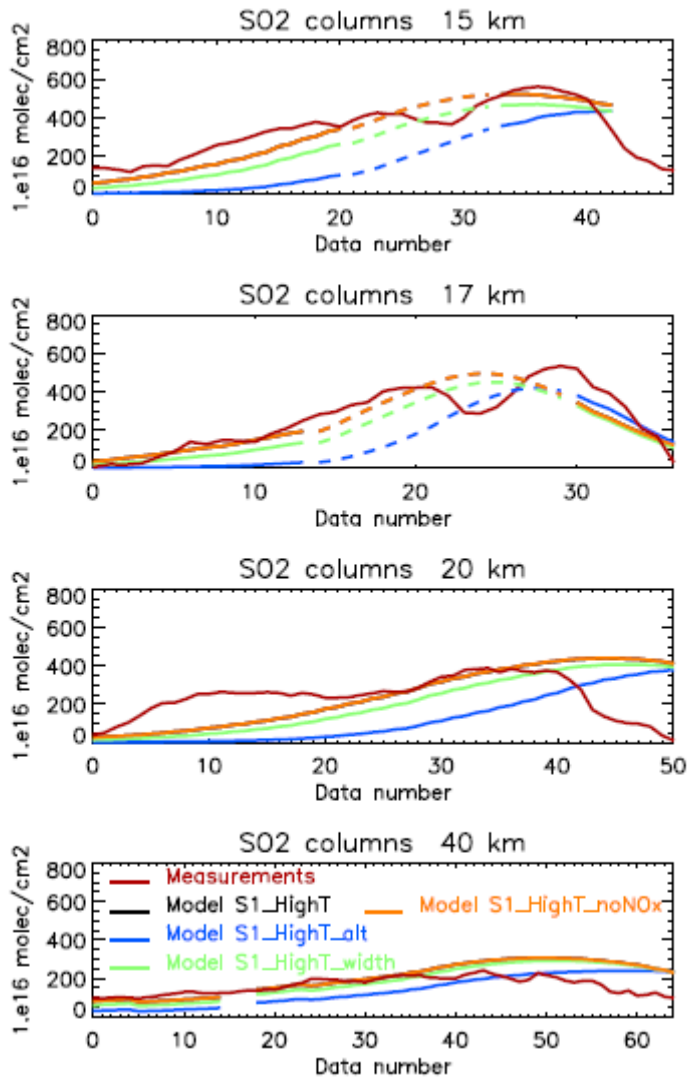 SO2 columns 15 km
1.e16 molec/cm2
800
600
400
200
0
0 10 20 30 40
Data number
SO2 columns 17 km
1.e16 molec/cm2
800
600
400
200
0
0 10 20 30
Data number
SO2 columns 20 km
1.e16 molec/cm2
800
600
400
200
0
0 10 20 30 40 50
Data number
SO2 columns 40 km
1.e16 molec/cm2
800
600
400
200
0
Measurements
Model S1_HighT Model S1_HighT_noNOx
Model S1_HighT_alt
Model S1_HighT_width
0 10 20 30 40 50 60
Data number